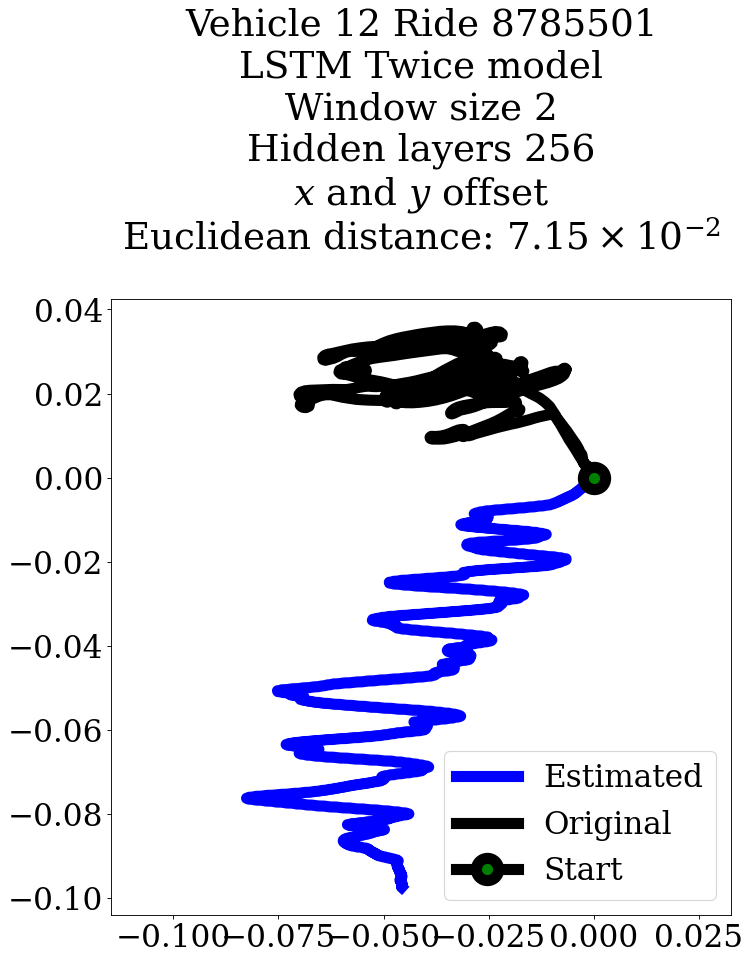 Vehicle 12 Ride 8785501
LSTM Twice model
Window size 2
Hidden layers 256
x and y offset
Euclidean distance: 7.15 × 10⁻²
0.04
0.02
0.00
−0.02
−0.04
−0.06
−0.08
−0.10
Estimated
Original
Start
−0.100 −0.075 −0.050 −0.025 0.000 0.025